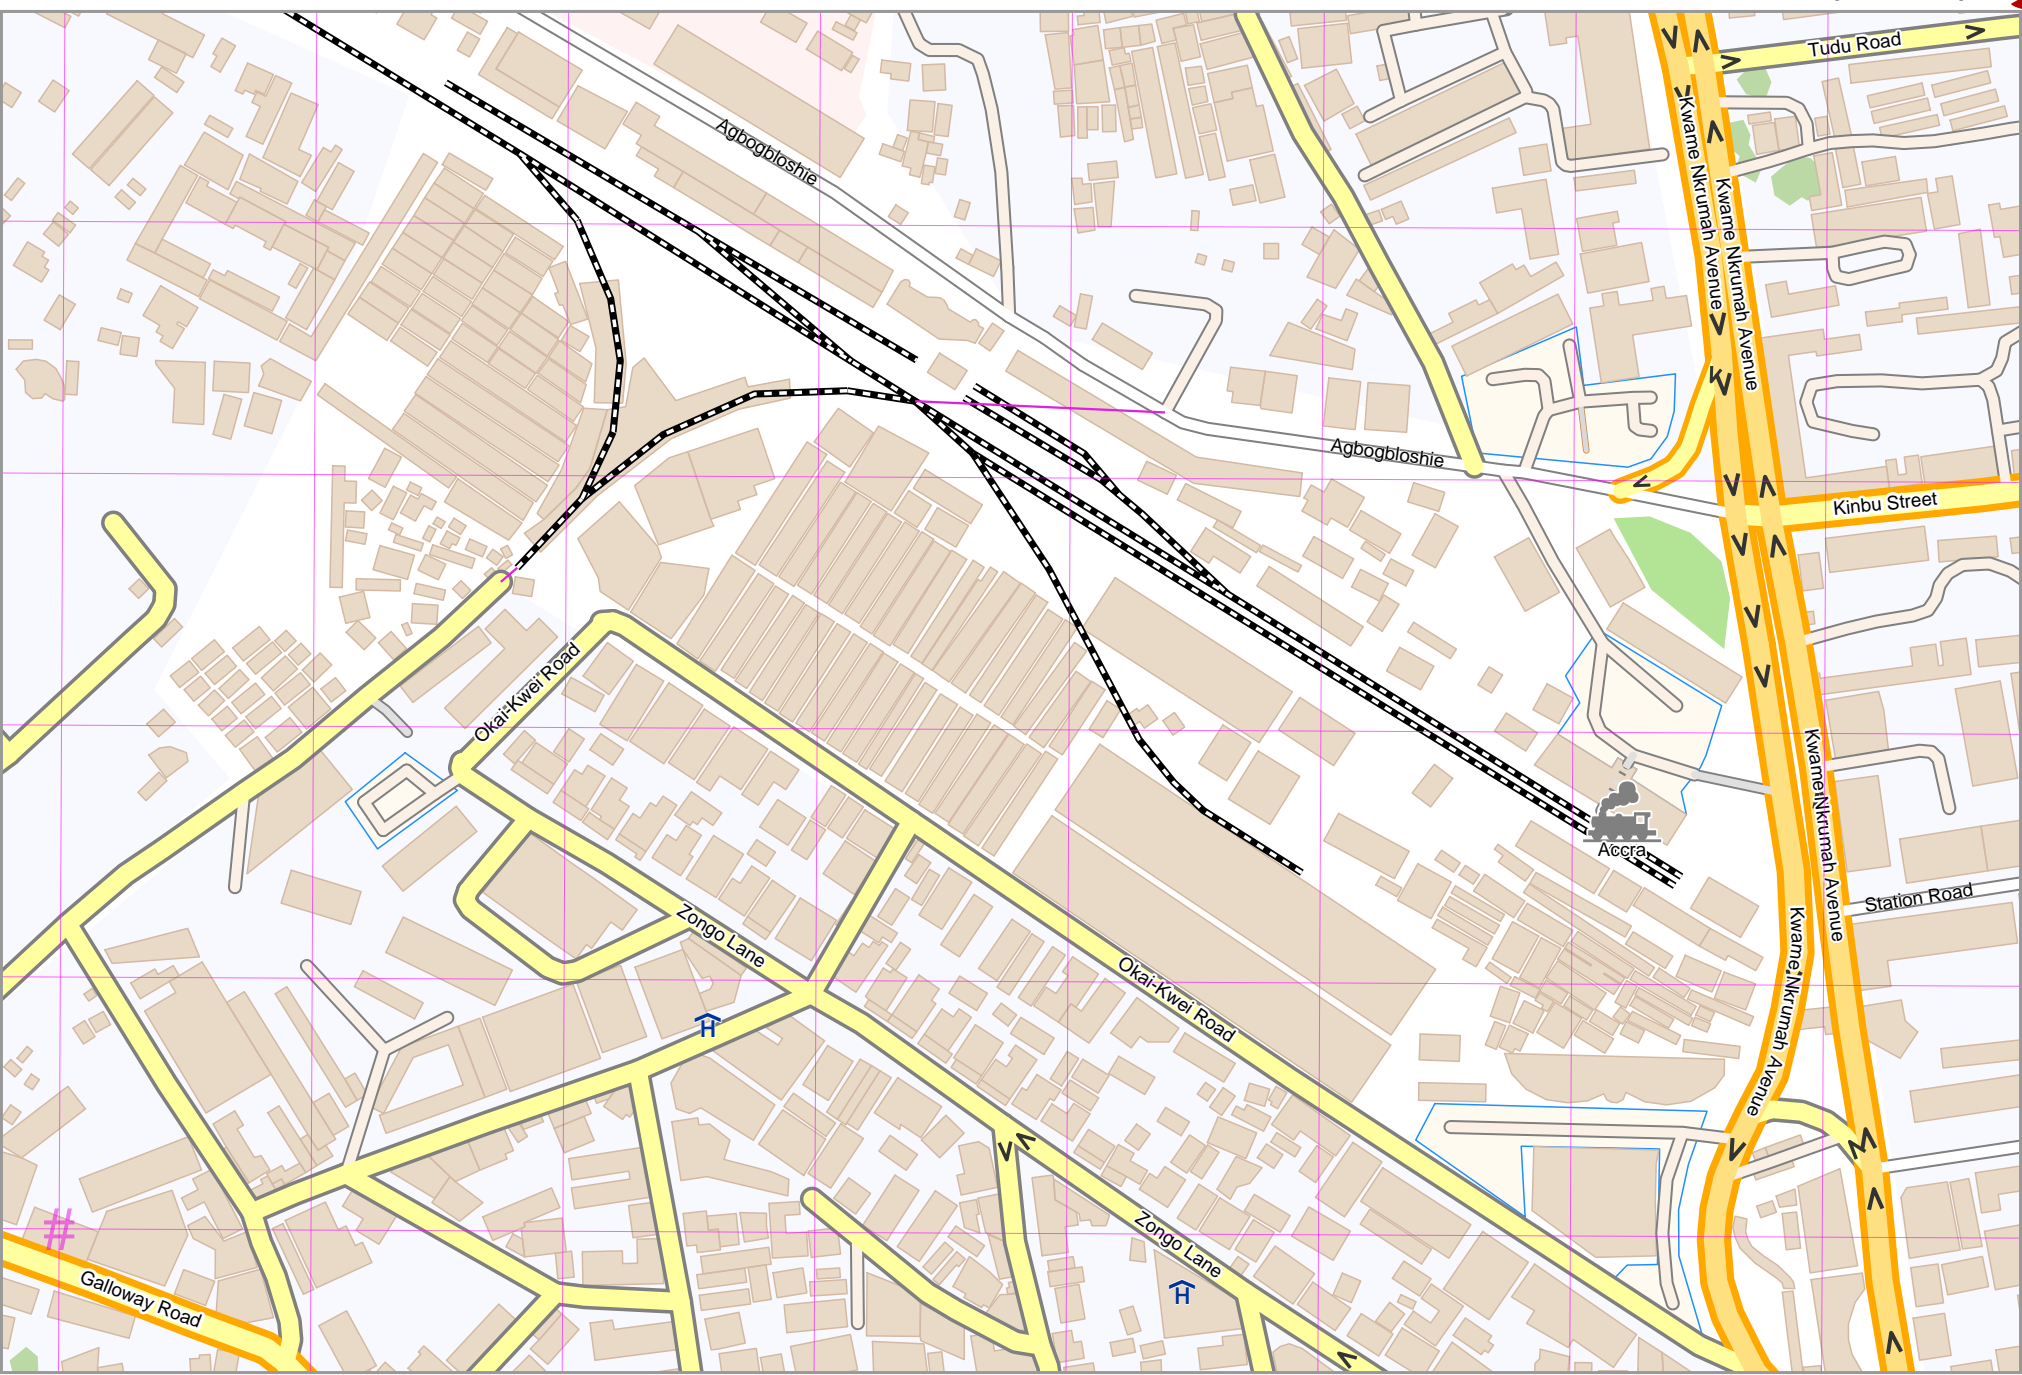 Tudu Road
Agbogbloshie
Kwame Nkrumah Avenue
Kwame Nkrumah Avenue
Agbogbloshie
Kinbu Street
Okai-Kwei Road
Kwame Nkrumah Avenue
Accra
Station Road
Zongo Lane
Kwame Nkrumah Avenue
Okai-Kwei Road
H
Zongo Lane
#
Galloway Road
H